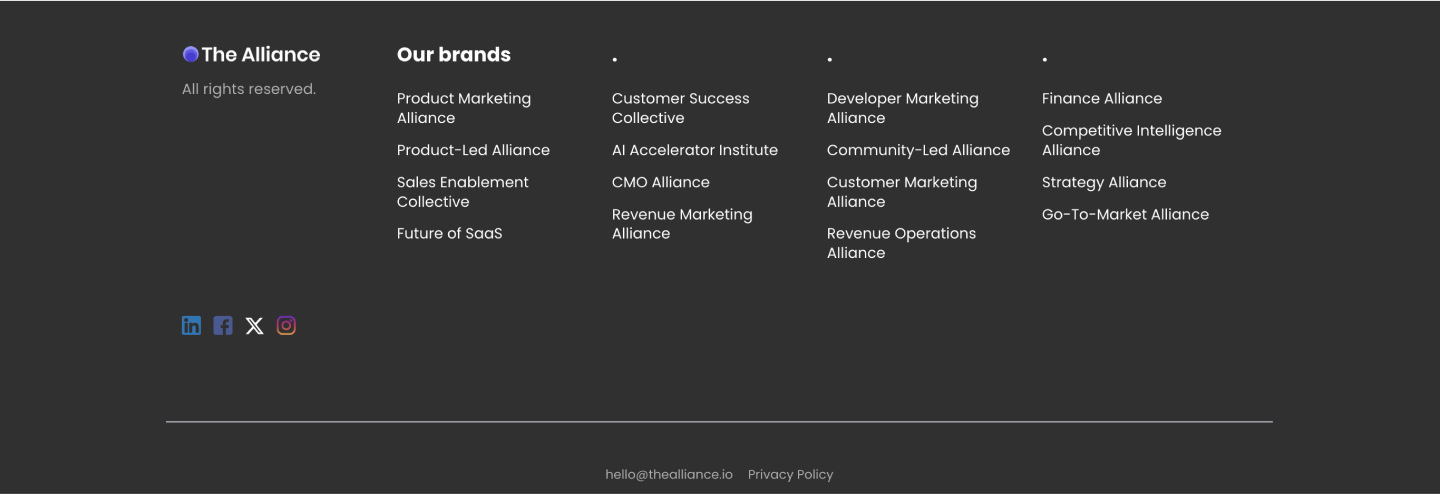 The Alliance
All rights reserved.
Our brands
Product Marketing
Alliance
Product-Led Alliance
Sales Enablement
Collective
Future of SaaS
.
Customer Success
Collective
AI Accelerator Institute
CMO Alliance
Revenue Marketing
Alliance
.
Developer Marketing
Alliance
Community-Led Alliance
Customer Marketing
Alliance
Revenue Operations
Alliance
.
Finance Alliance
Competitive Intelligence
Alliance
Strategy Alliance
Go-To-Market Alliance
in
f
X
hello@thealliance.io Privacy Policy